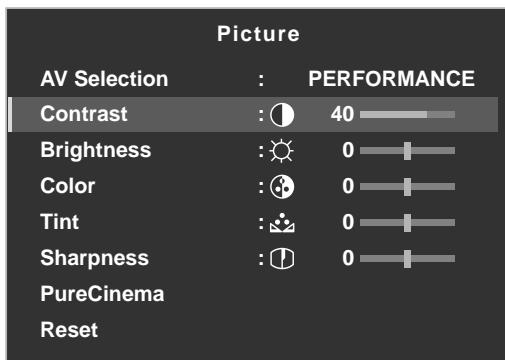 Picture
AV Selection : PERFORMANCE
Contrast : 40
Brightness : 0
Color : 0
Tint : 0
Sharpness : 0
PureCinema
Reset